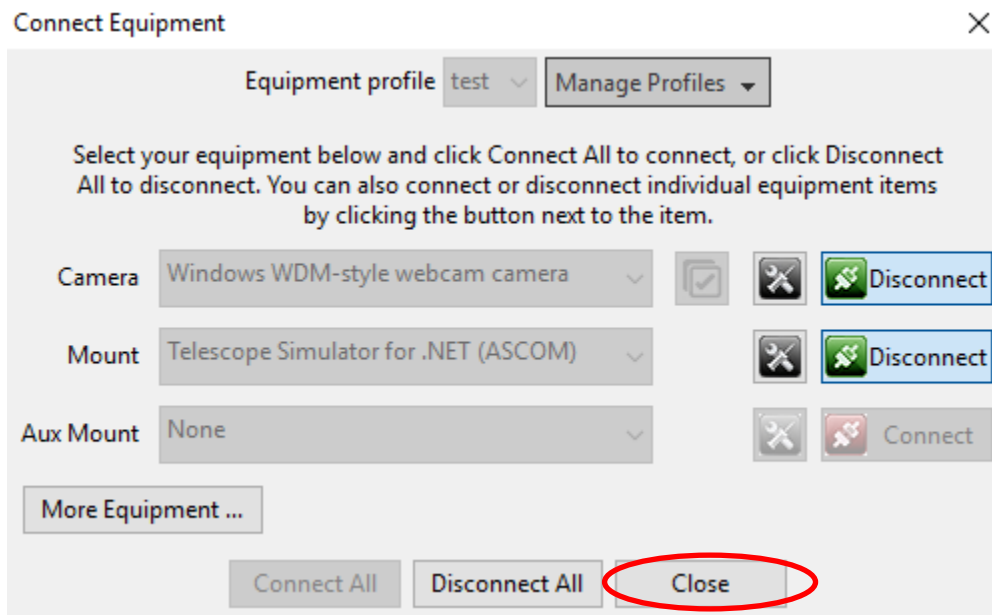 Connect Equipment
Equipment profile test Manage Profiles
Select your equipment below and click Connect All to connect, or click Disconnect
All to disconnect. You can also connect or disconnect individual equipment items
by clicking the button next to the item.
Camera Windows WDM-style webcam camera Disconnect
Mount Telescope Simulator for .NET (ASCOM) Disconnect
Aux Mount None Connect
More Equipment ...
Connect All Disconnect All Close